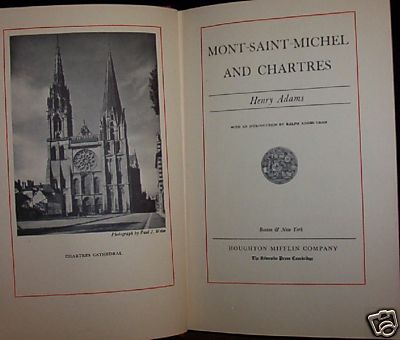 Photograph by Paul J. Weber
CHARTRES CATHEDRAL
MONT-SAINT-MICHEL
AND CHARTRES
Henry Adams
WITH AN INTRODUCTION BY RALPH ADAMS CRAM
Boston & New York
HOUGHTON MIFFLIN COMPANY
The Riverside Press Cambridge